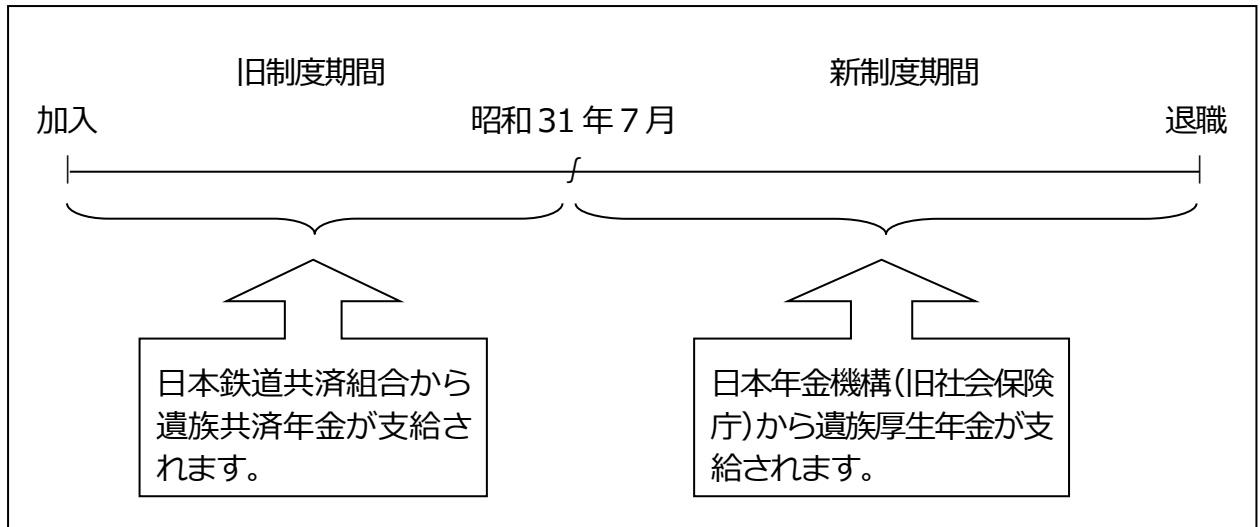 旧制度期間
新制度期間
加入
昭和31年7月
退職
日本鉄道共済組合から
遺族共済年金が支給さ
れます。
日本年金機構(旧社会保険
庁)から遺族厚生年金が支
給されます。